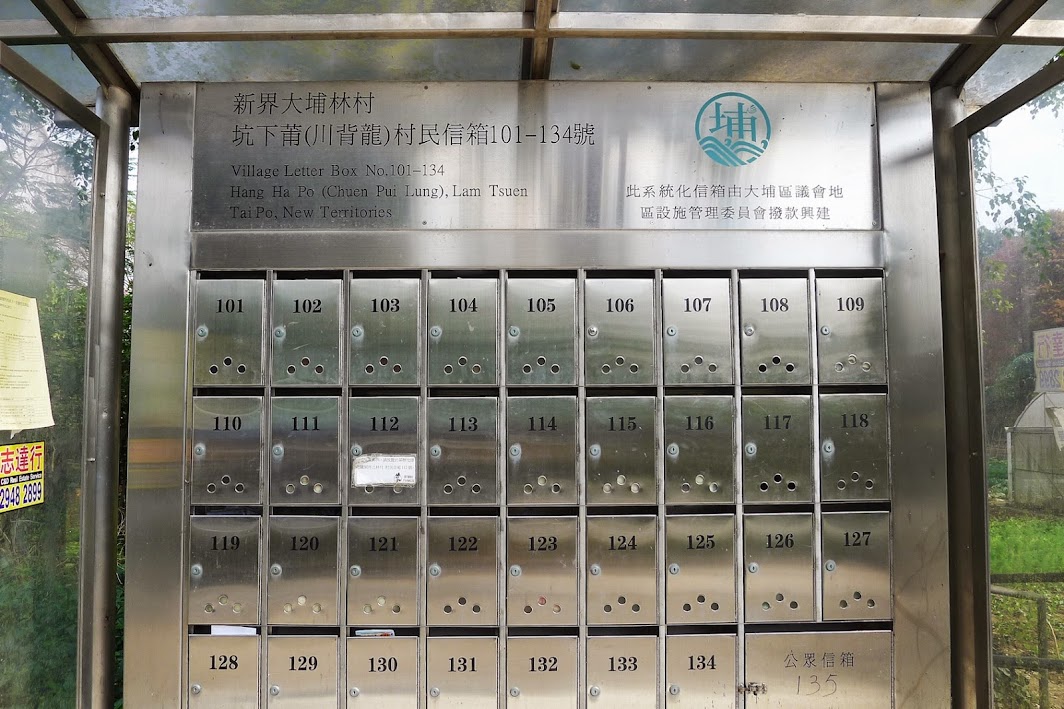 新界大埔林村
坑下莆(川背龍)村民信箱101-134號
Village Letter Box No.101-134
Hang Ha Po (Chuen Pui Lung), Lam Tsuen
Tai Po, New Territories
埔
此系統化信箱由大埔區議會地
區設施管理委員會撥款興建
101 102 103 104 105 106 107 108 109
110 111 112 113 114 115 116 117 118
119 120 121 122 123 124 125 126 127
128 129 130 131 132 133 134
公眾信箱
135
志達行
C&D Real Estate Service
2948 2899